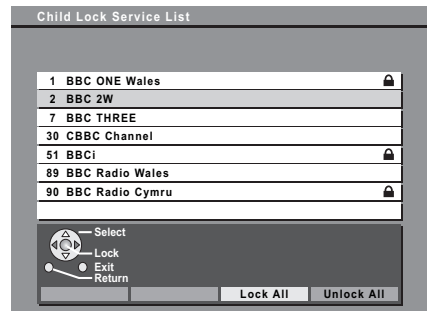 Child Lock Service List
1 BBC ONE Wales
2 BBC 2W
7 BBC THREE
30 CBBC Channel
51 BBCi
89 BBC Radio Wales
90 BBC Radio Cymru
Select
Lock
Exit
Return
Lock All Unlock All